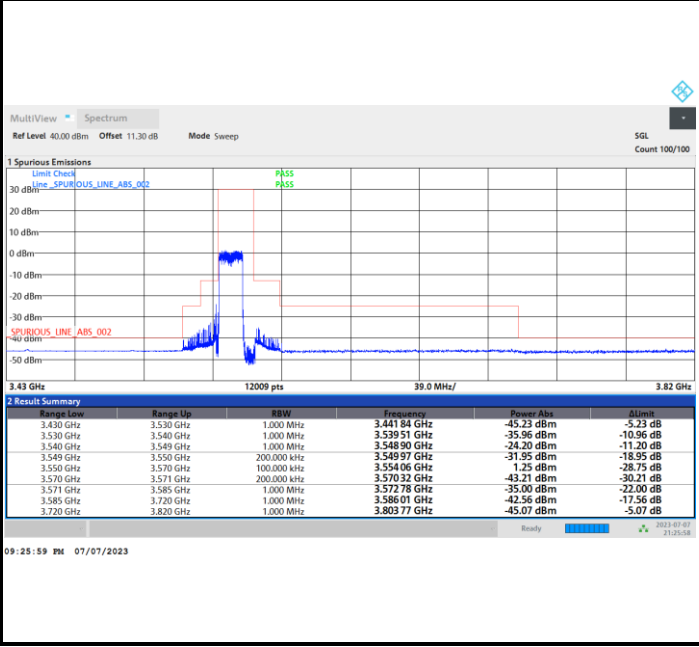 MultiView Spectrum
Ref Level 40.00 dBm Offset 11.30 dB Mode Sweep SGL
Count 100/100
1 Spurious Emissions
Limit Check PASS
Line _SPURIOUS_LINE_ABS_002 PASS
30 dBm
20 dBm
10 dBm
0 dBm
-10 dBm
-20 dBm
-30 dBm
_SPURIOUS_LINE_ABS_002
-40 dBm
-50 dBm
3.43 GHz 12009 pts 39.0 MHz/ 3.82 GHz
2 Result Summary
Range Low Range Up RBW Frequency Power Abs ΔLimit
3.430 GHz 3.530 GHz 1.000 MHz 3.441 84 GHz -45.23 dBm -5.23 dB
3.530 GHz 3.540 GHz 1.000 MHz 3.539 51 GHz -35.96 dBm -10.96 dB
3.540 GHz 3.549 GHz 1.000 MHz 3.548 90 GHz -24.20 dBm -11.20 dB
3.549 GHz 3.550 GHz 200.000 kHz 3.549 97 GHz -31.95 dBm -18.95 dB
3.550 GHz 3.570 GHz 100.000 kHz 3.554 06 GHz 1.25 dBm -28.75 dB
3.570 GHz 3.571 GHz 200.000 kHz 3.570 32 GHz -43.21 dBm -30.21 dB
3.571 GHz 3.585 GHz 1.000 MHz 3.572 78 GHz -35.00 dBm -22.00 dB
3.585 GHz 3.720 GHz 1.000 MHz 3.586 01 GHz -42.56 dBm -17.56 dB
3.720 GHz 3.820 GHz 1.000 MHz 3.803 77 GHz -45.07 dBm -5.07 dB
Ready 2023-07-07
21:25:58
09:25:59 PM 07/07/2023